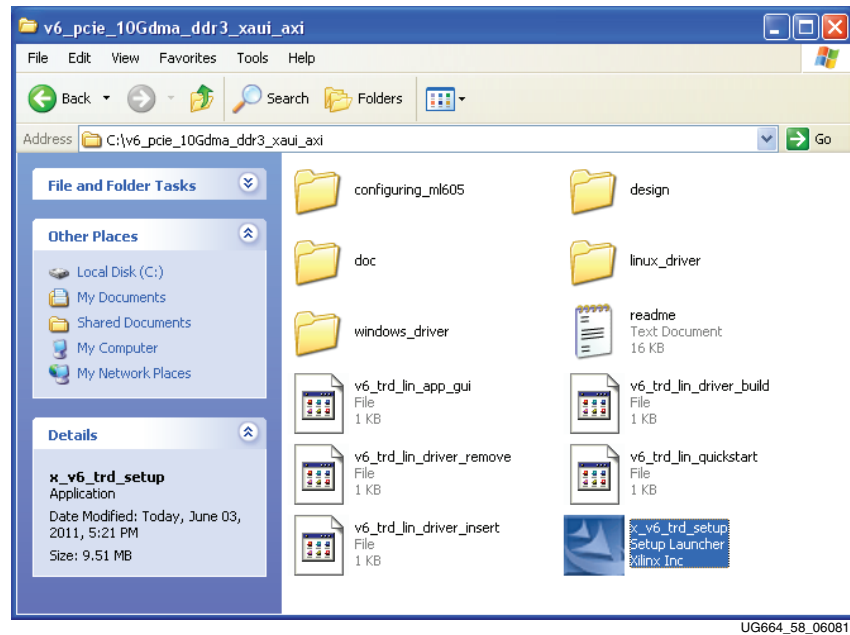 v6_pcie_10Gdma_ddr3_xaui_axi
File Edit View Favorites Tools Help
Back Search Folders
Address C:\v6_pcie_10Gdma_ddr3_xaui_axi Go
File and Folder Tasks
Other Places
Local Disk (C:)
My Documents
Shared Documents
My Computer
My Network Places
Details
x_v6_trd_setup
Application
Date Modified: Today, June 03,
2011, 5:21 PM
Size: 9.51 MB
configuring_ml605
design
doc
linux_driver
windows_driver
readme
Text Document
16 KB
v6_trd_lin_app_gui
File
1 KB
v6_trd_lin_driver_build
File
1 KB
v6_trd_lin_driver_remove
File
1 KB
v6_trd_lin_quickstart
File
1 KB
v6_trd_lin_driver_insert
File
1 KB
x_v6_trd_setup
Setup Launcher
Xilinx Inc
UG664_58_06081